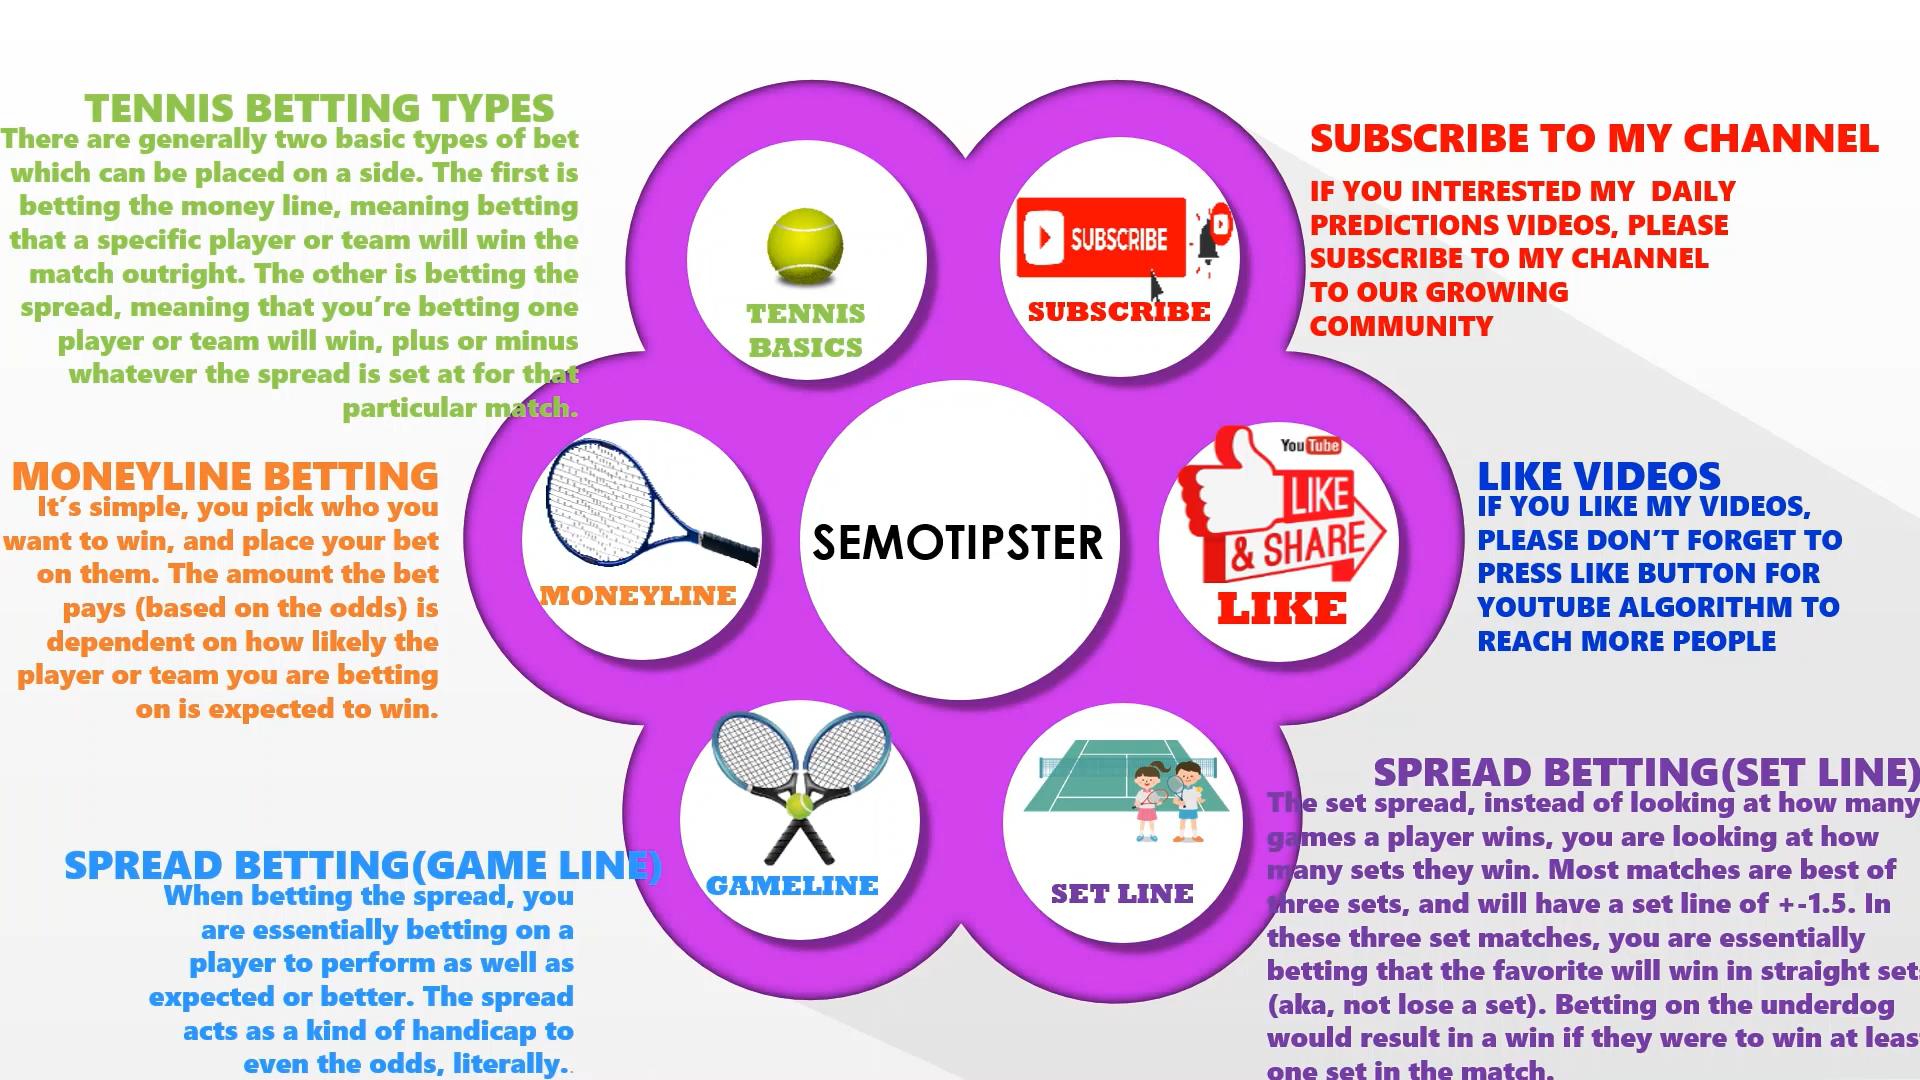 TENNIS BETTING TYPES
There are generally two basic types of bet
which can be placed on a side. The first is
betting the money line, meaning betting
that a specific player or team will win the
match outright. The other is betting the
spread, meaning that you’re betting one
player or team will win, plus or minus
whatever the spread is set at for that
particular match.
MONEYLINE BETTING
It’s simple, you pick who you
want to win, and place your bet
on them. The amount the bet
pays (based on the odds) is
dependent on how likely the
player or team you are betting
on is expected to win.
SPREAD BETTING(GAME LINE)
When betting the spread, you
are essentially betting on a
player to perform as well as
expected or better. The spread
acts as a kind of handicap to
even the odds, literally..
TENNIS
BASICS
SUBSCRIBE
SUBSCRIBE
MONEYLINE
SEMOTIPSTER
YouTube
LIKE
& SHARE
LIKE
GAMELINE
SET LINE
SUBSCRIBE TO MY CHANNEL
IF YOU INTERESTED MY  DAILY
PREDICTIONS VIDEOS, PLEASE
SUBSCRIBE TO MY CHANNEL
TO OUR GROWING
COMMUNITY
LIKE VIDEOS
IF YOU LIKE MY VIDEOS,
PLEASE DON’T FORGET TO
PRESS LIKE BUTTON FOR
YOUTUBE ALGORITHM TO
REACH MORE PEOPLE
SPREAD BETTING(SET LINE)
The set spread, instead of looking at how many
games a player wins, you are looking at how
many sets they win. Most matches are best of
three sets, and will have a set line of +-1.5. In
these three set matches, you are essentially
betting that the favorite will win in straight sets
(aka, not lose a set). Betting on the underdog
would result in a win if they were to win at least
one set in the match.